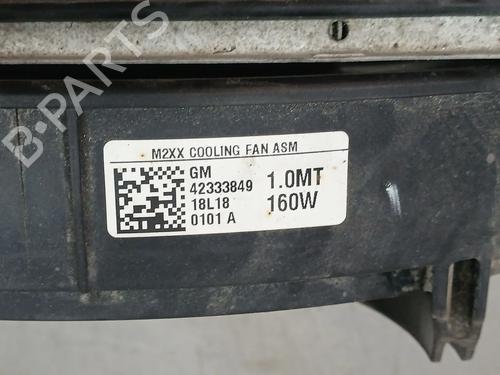 B-PARTS
M2XX COOLING FAN ASM
GM
42333849
18L18
0101 A
1.0MT
160W